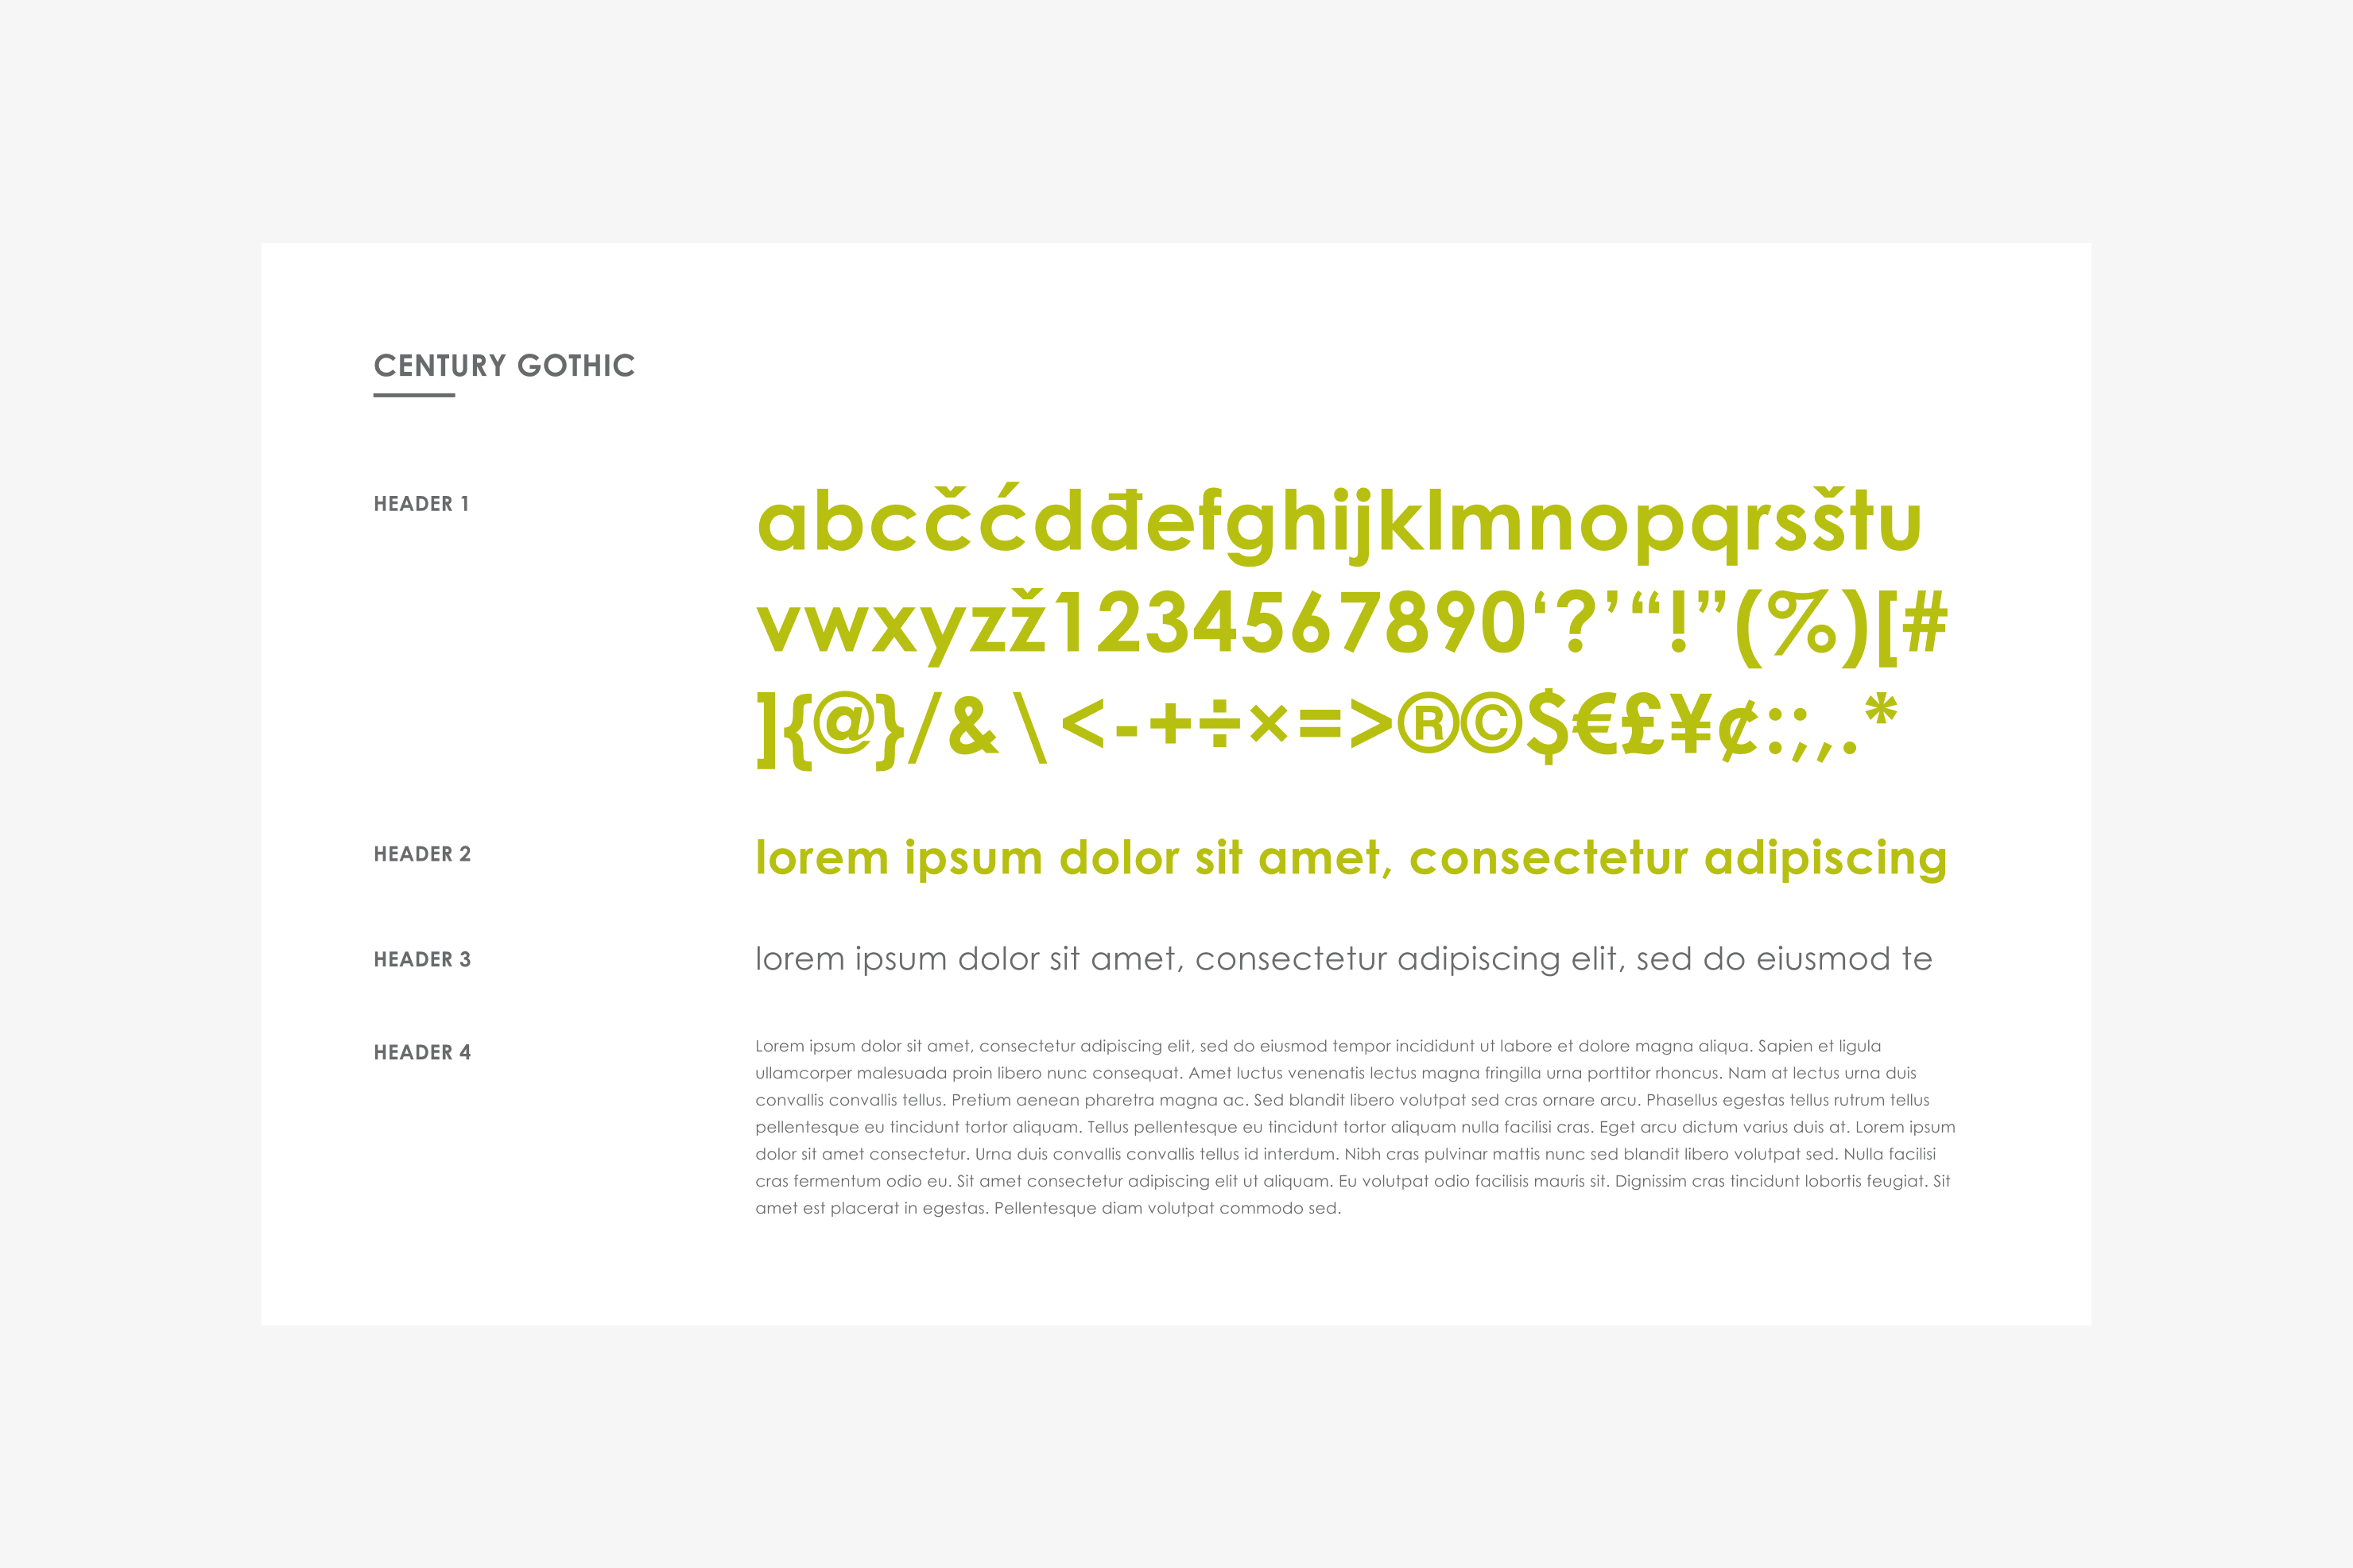 CENTURY GOTHIC
HEADER 1
abcčćdđefghijklmnopqrsštu
vwxyzž1234567890‘?’“!”(%)[#
]{@}/&\<-+÷×=>®©$€£¥¢:;,.*
HEADER 2
lorem ipsum dolor sit amet, consectetur adipiscing
HEADER 3
lorem ipsum dolor sit amet, consectetur adipiscing elit, sed do eiusmod te
HEADER 4
Lorem ipsum dolor sit amet, consectetur adipiscing elit, sed do eiusmod tempor incididunt ut labore et dolore magna aliqua. Sapien et ligula
ullamcorper malesuada proin libero nunc consequat. Amet luctus venenatis lectus magna fringilla urna porttitor rhoncus. Nam at lectus urna duis
convallis convallis tellus. Pretium aenean pharetra magna ac. Sed blandit libero volutpat sed cras ornare arcu. Phasellus egestas tellus rutrum tellus
pellentesque eu tincidunt tortor aliquam. Tellus pellentesque eu tincidunt tortor aliquam nulla facilisi cras. Eget arcu dictum varius duis at. Lorem ipsum
dolor sit amet consectetur. Urna duis convallis convallis tellus id interdum. Nibh cras pulvinar mattis nunc sed blandit libero volutpat sed. Nulla facilisi
cras fermentum odio eu. Sit amet consectetur adipiscing elit ut aliquam. Eu volutpat odio facilisis mauris sit. Dignissim cras tincidunt lobortis feugiat. Sit
amet est placerat in egestas. Pellentesque diam volutpat commodo sed.